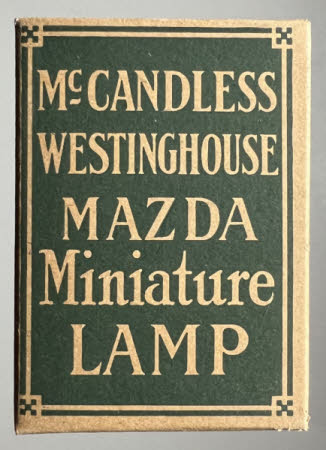 McCANDLESS
WESTINGHOUSE
MAZDA
Miniature
LAMP